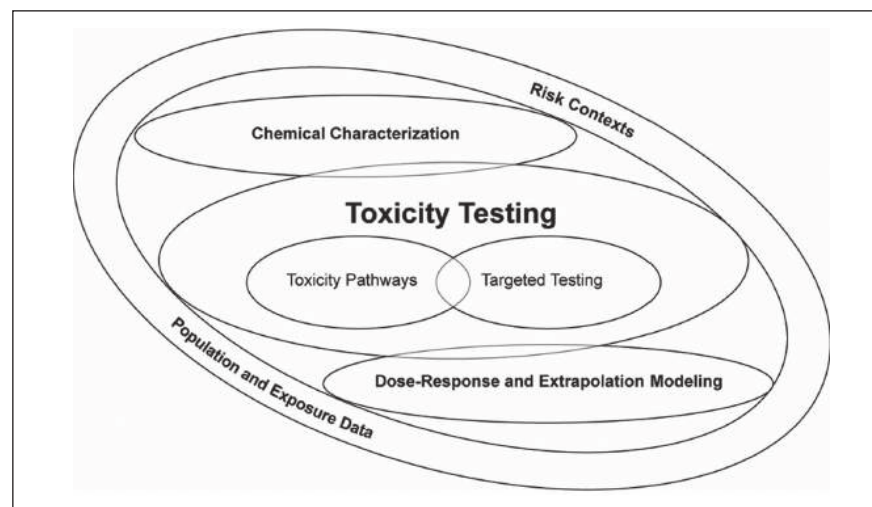 Risk Contexts
Chemical Characterization
Toxicity Testing
Toxicity Pathways
Targeted Testing
Population and Exposure Data
Dose-Response and Extrapolation Modeling